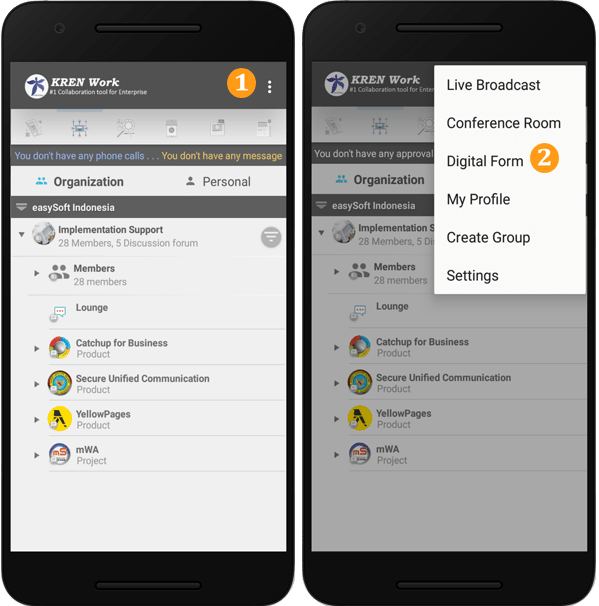 KREN Work
#1 Collaboration tool for Enterprise
1
You don't have any phone calls . . . You don't have any message
Organization
Personal
easySoft Indonesia
Implementation Support
28 Members, 5 Discussion forum
Members
28 members
Lounge
Catchup for Business
Product
Secure Unified Communication
Product
YellowPages
Product
mWA
Project
KREN Work
#1 Collaboration tool for
You don't have any approval
Organization
easySoft Indonesia
Implementation S
28 Members, 5 Di
Members
28 members
Lounge
Catchup for Business
Product
Secure Unified Communication
Product
YellowPages
Product
mWA
Project
Live Broadcast
Conference Room
Digital Form
2
My Profile
Create Group
Settings